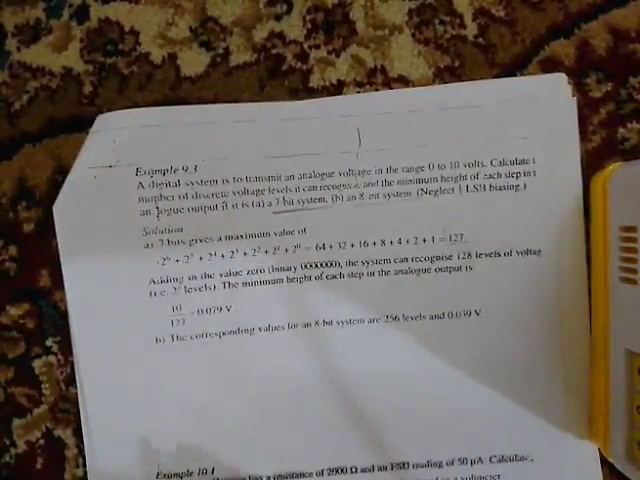 Example 9.3
A digital system is to transmit an analogue voltage in the range 0 to 10 volts. Calculate t
number of discrete voltage levels it can recognise and the minimum height of each step in t
analogue output if it is (a) a 7-bit system, (b) an 8-bit system. (Neglect ½ LSB biasing.)
Solution
a) 7 bits gives a maximum value of
2⁶ + 2⁵ + 2⁴ + 2³ + 2² + 2¹ + 2⁰ = 64 + 32 + 16 + 8 + 4 + 2 + 1 = 127.
Adding in the value zero (binary 0000000), the system can recognise 128 levels of voltag
(i.e. 2⁷ levels). The minimum height of each step in the analogue output is
10
127 = 0.079 V
b) The corresponding values for an 8-bit system are 256 levels and 0.039 V
Example 10.1
has a resistance of 2000 Ω and an FSD reading of 50 μA. Calculate,
a voltmeter